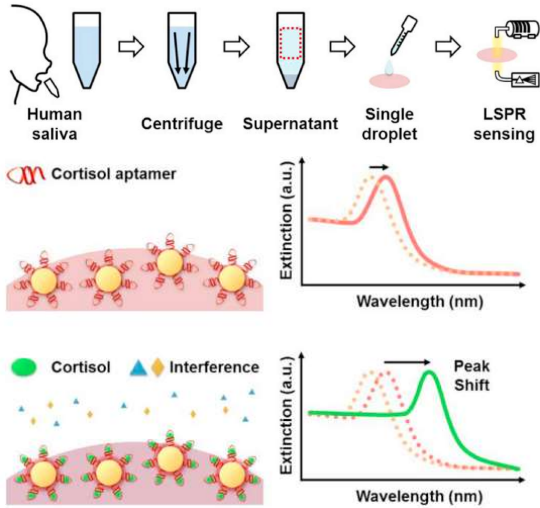 Human
saliva
Centrifuge
Supernatant
Single
droplet
LSPR
sensing
Cortisol aptamer
Extinction (a.u.)
Wavelength (nm)
Cortisol
Interference
Extinction (a.u.)
Peak
Shift
Wavelength (nm)